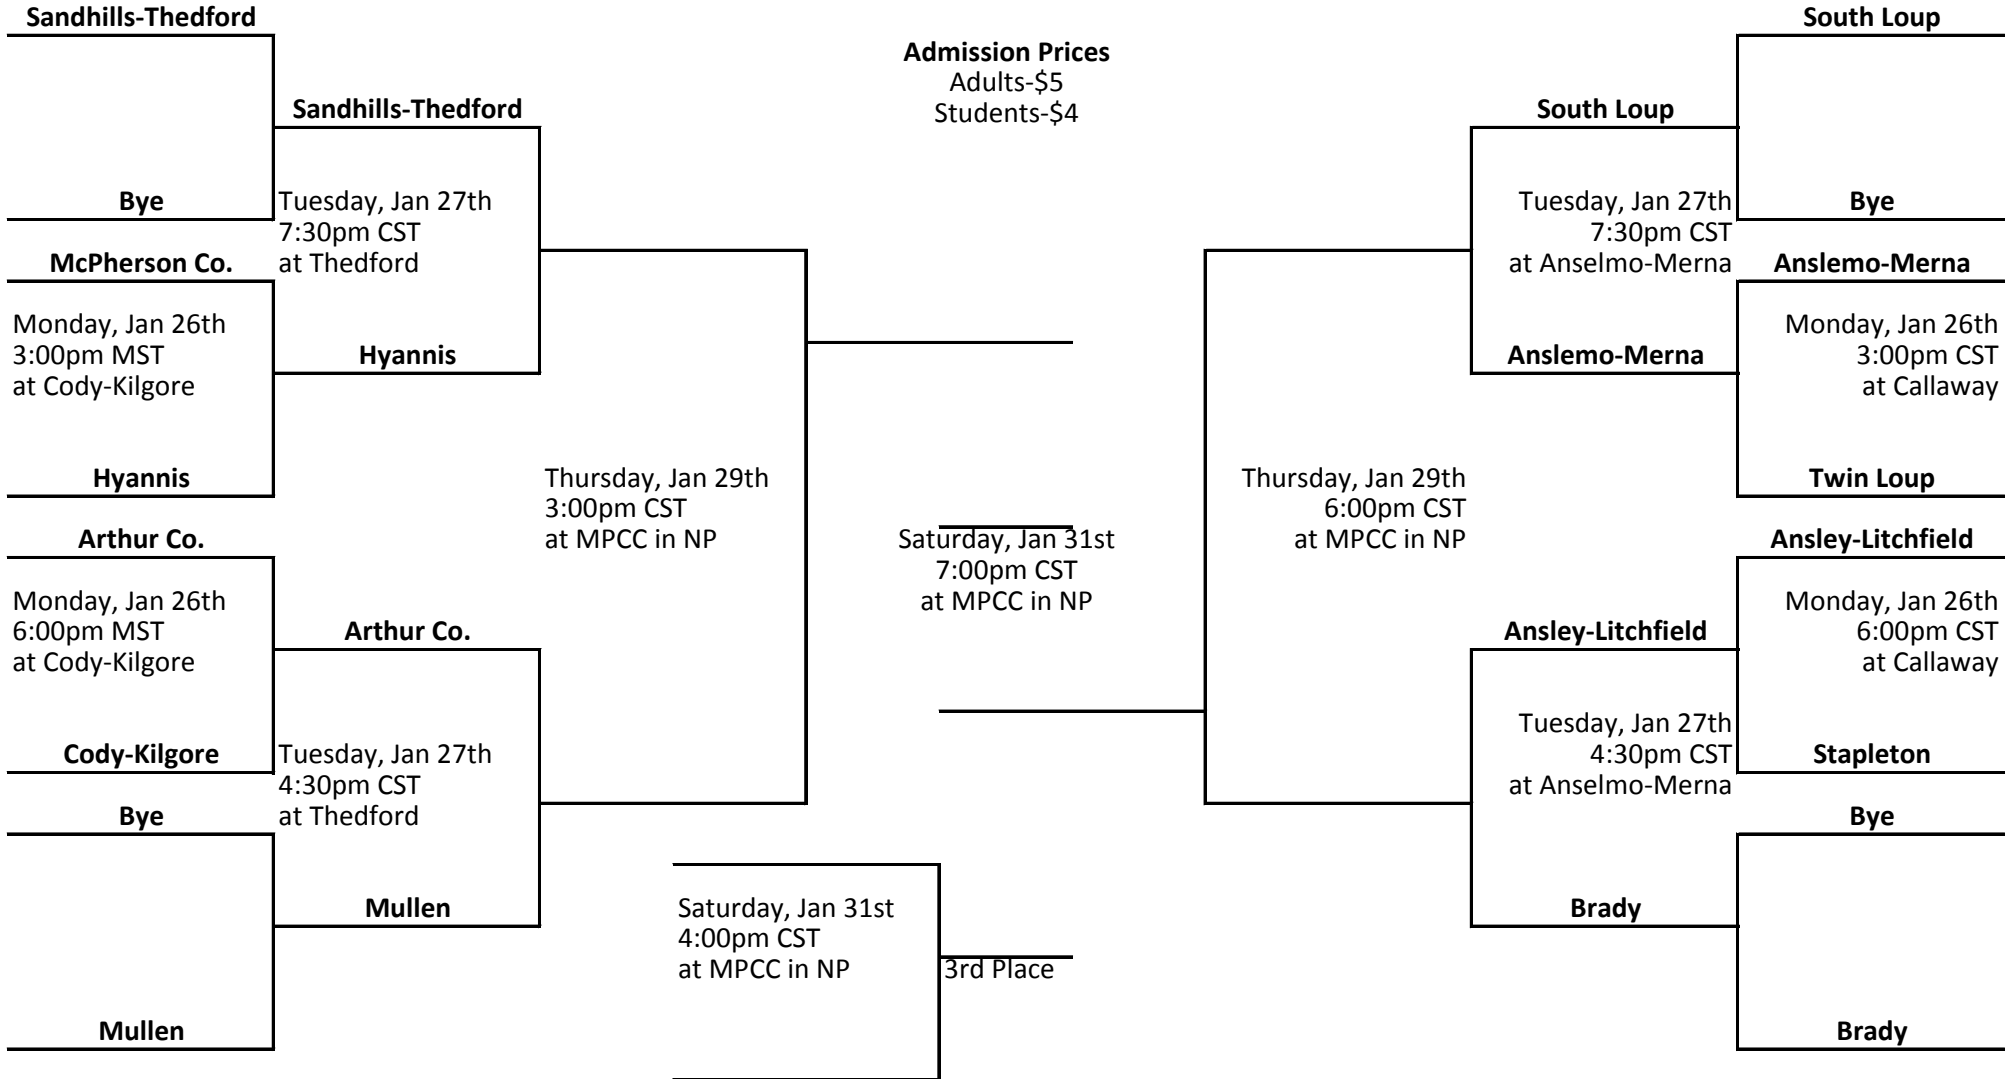 Sandhills-Thedford
Bye
McPherson Co.
Monday, Jan 26th
3:00pm MST
at Cody-Kilgore
Hyannis
Arthur Co.
Monday, Jan 26th
6:00pm MST
at Cody-Kilgore
Cody-Kilgore
Bye
Mullen
Sandhills-Thedford
Tuesday, Jan 27th
7:30pm CST
at Thedford
Hyannis
Arthur Co.
Tuesday, Jan 27th
4:30pm CST
at Thedford
Mullen
Thursday, Jan 29th
3:00pm CST
at MPCC in NP
Admission Prices
Adults-$5
Students-$4
Saturday, Jan 31st
7:00pm CST
at MPCC in NP
Saturday, Jan 31st
4:00pm CST
at MPCC in NP
3rd Place
Thursday, Jan 29th
6:00pm CST
at MPCC in NP
South Loup
Tuesday, Jan 27th
7:30pm CST
at Anselmo-Merna
Anslemo-Merna
Ansley-Litchfield
Tuesday, Jan 27th
4:30pm CST
at Anselmo-Merna
Brady
South Loup
Bye
Anslemo-Merna
Monday, Jan 26th
3:00pm CST
at Callaway
Twin Loup
Ansley-Litchfield
Monday, Jan 26th
6:00pm CST
at Callaway
Stapleton
Bye
Brady